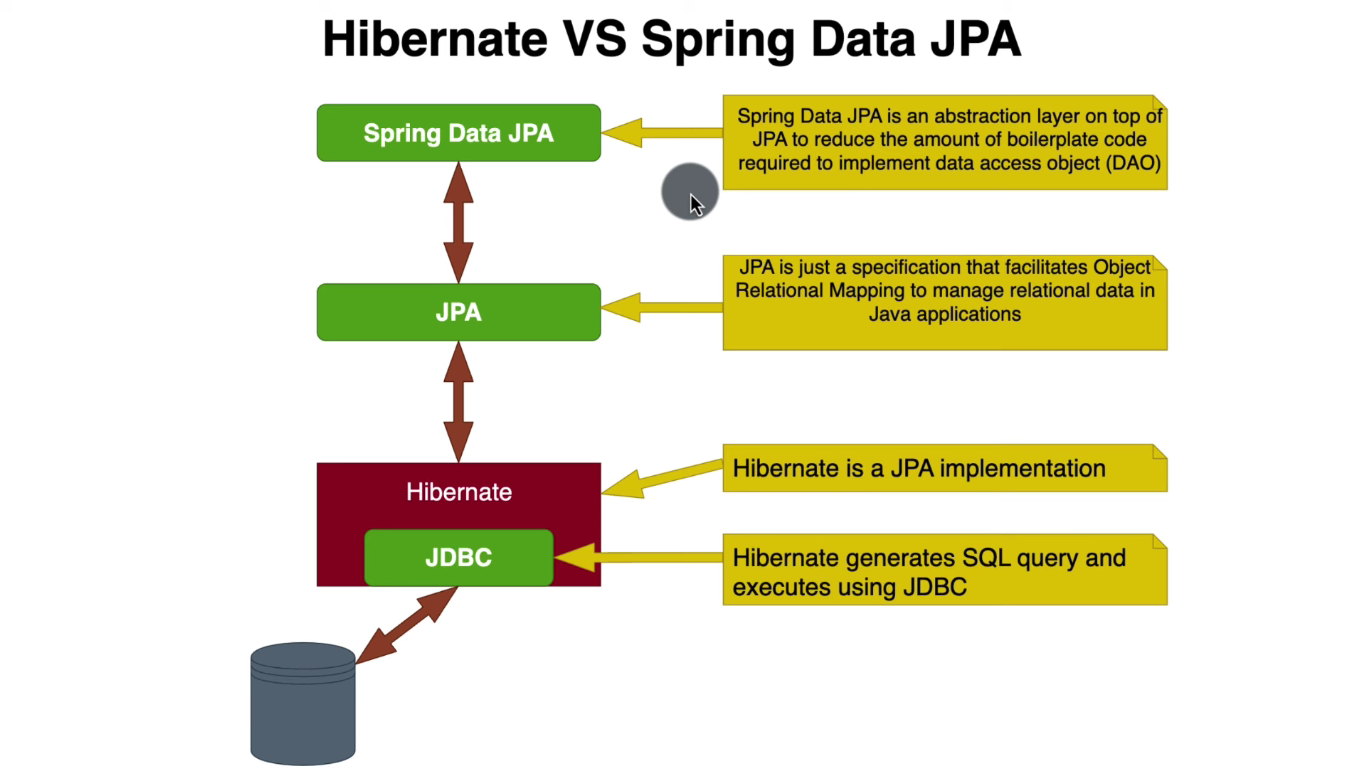 Hibernate VS Spring Data JPA
Spring Data JPA
Spring Data JPA is an abstraction layer on top of
JPA to reduce the amount of boilerplate code
required to implement data access object (DAO)
JPA
JPA is just a specification that facilitates Object
Relational Mapping to manage relational data in
Java applications
Hibernate
Hibernate is a JPA implementation
JDBC
Hibernate generates SQL query and
executes using JDBC